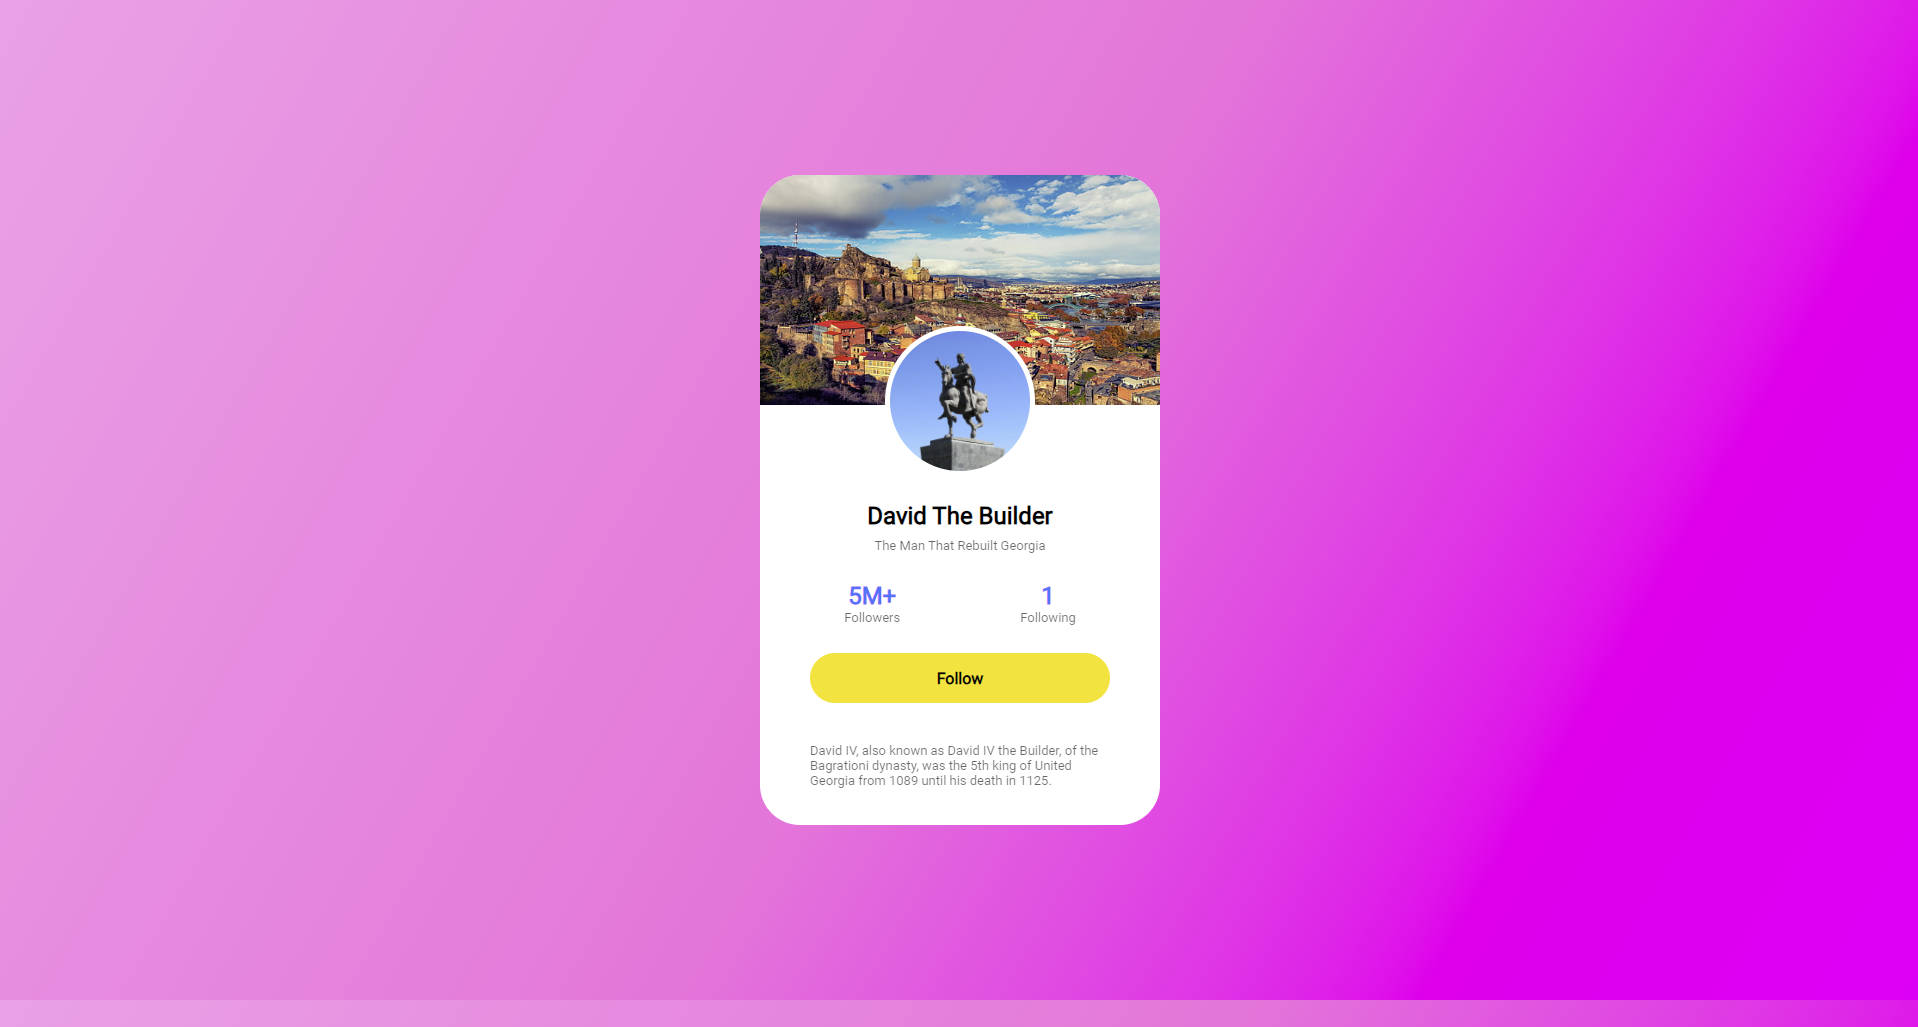 David The Builder
The Man That Rebuilt Georgia
5M+
1
Followers
Following
Follow
David IV, also known as David IV the Builder, of the
Bagrationi dynasty, was the 5th king of United
Georgia from 1089 until his death in 1125.